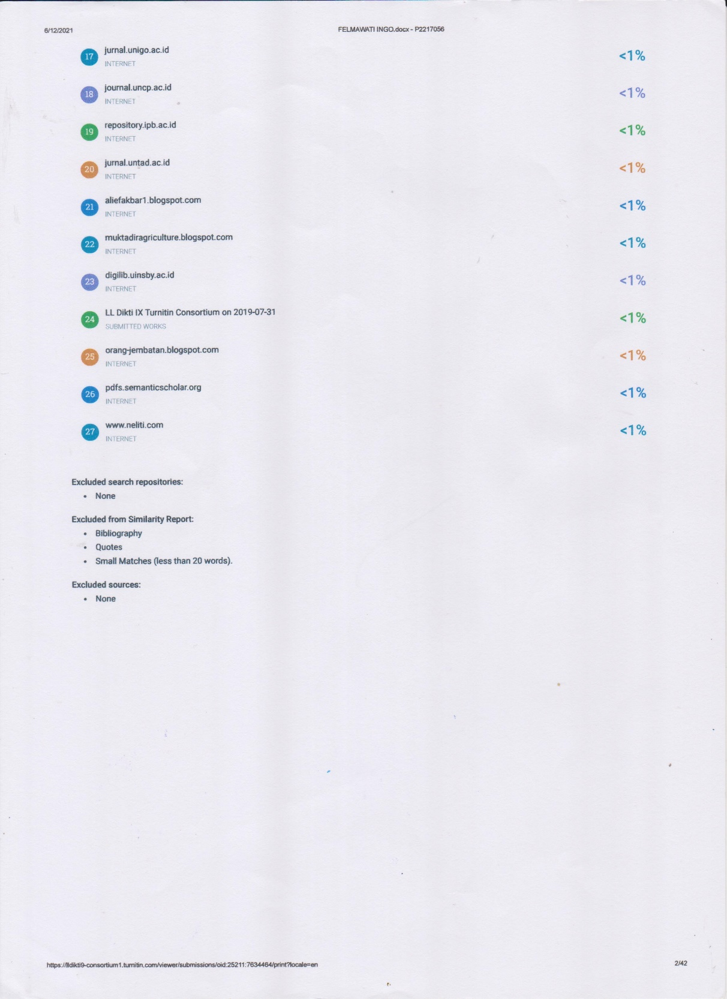 6/12/2021 FELMAWATI INGO.docx - P2217056
17 jurnal.unigo.ac.id <1%
INTERNET
18 journal.uncp.ac.id <1%
INTERNET
19 repository.ipb.ac.id <1%
INTERNET
20 jurnal.untad.ac.id <1%
INTERNET
21 aliefakbar1.blogspot.com <1%
INTERNET
22 muktadiragriculture.blogspot.com <1%
INTERNET
23 digilib.uinsby.ac.id <1%
INTERNET
24 LL Dikti IX Turnitin Consortium on 2019-07-31 <1%
SUBMITTED WORKS
25 orang-jembatan.blogspot.com <1%
INTERNET
26 pdfs.semanticscholar.org <1%
INTERNET
27 www.neliti.com <1%
INTERNET
Excluded search repositories:
• None
Excluded from Similarity Report:
• Bibliography
• Quotes
• Small Matches (less than 20 words).
Excluded sources:
• None
https://lldikti9-consortium1.turnitin.com/viewer/submissions/oid:25211:7634464/print?locale=en 2/42